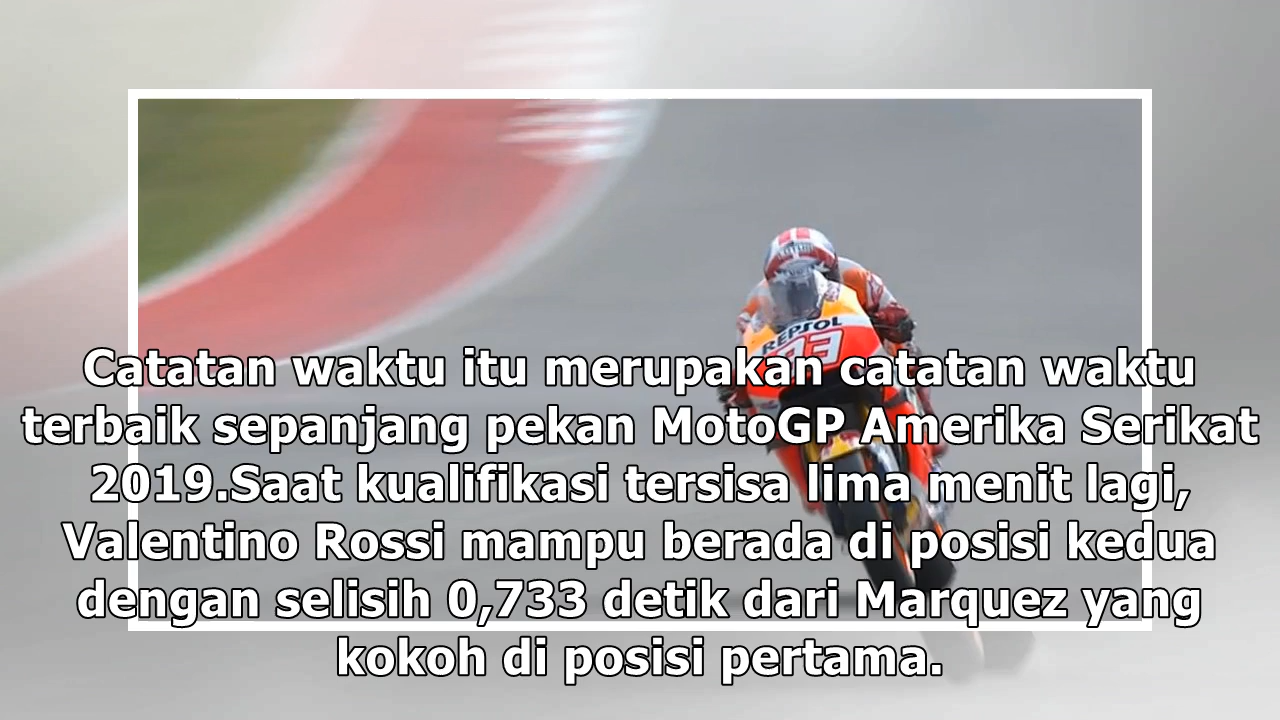 REPSOL
93
Catatan waktu itu merupakan catatan waktu
terbaik sepanjang pekan MotoGP Amerika Serikat
2019.Saat kualifikasi tersisa lima menit lagi,
Valentino Rossi mampu berada di posisi kedua
dengan selisih 0,733 detik dari Marquez yang
kokoh di posisi pertama.